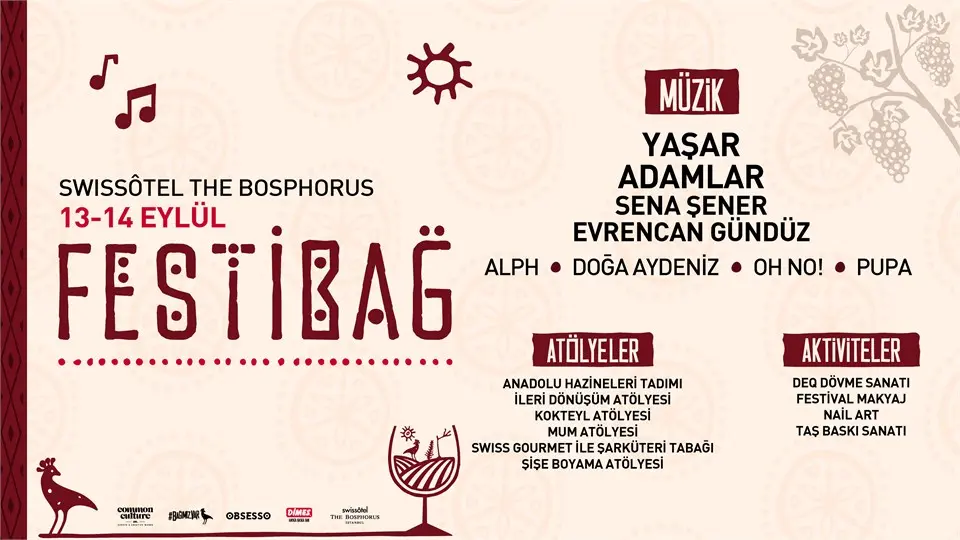 SWISSÔTEL THE BOSPHORUS
13-14 EYLÜL
FESTİBAĞ
MÜZİK
YAŞAR
ADAMLAR
SENA ŞENER
EVRENCAN GÜNDÜZ
ALPH • DOĞA AYDENİZ • OH NO! • PUPA
ATÖLYELER
ANADOLU HAZİNELERİ TADIMI
İLERİ DÖNÜŞÜM ATÖLYESİ
KOKTEYL ATÖLYESİ
MUM ATÖLYESİ
SWISS GOURMET İLE ŞARKÜTERİ TABAĞI
ŞİŞE BOYAMA ATÖLYESİ
AKTİVİTELER
DEQ DÖVME SANATI
FESTİVAL MAKYAJ
NAIL ART
TAŞ BASKI SANATI
common culture
#BAĞIMIZVAR
OBSESSO
DİMES
swissôtel
THE BOSPHORUS
ISTANBUL